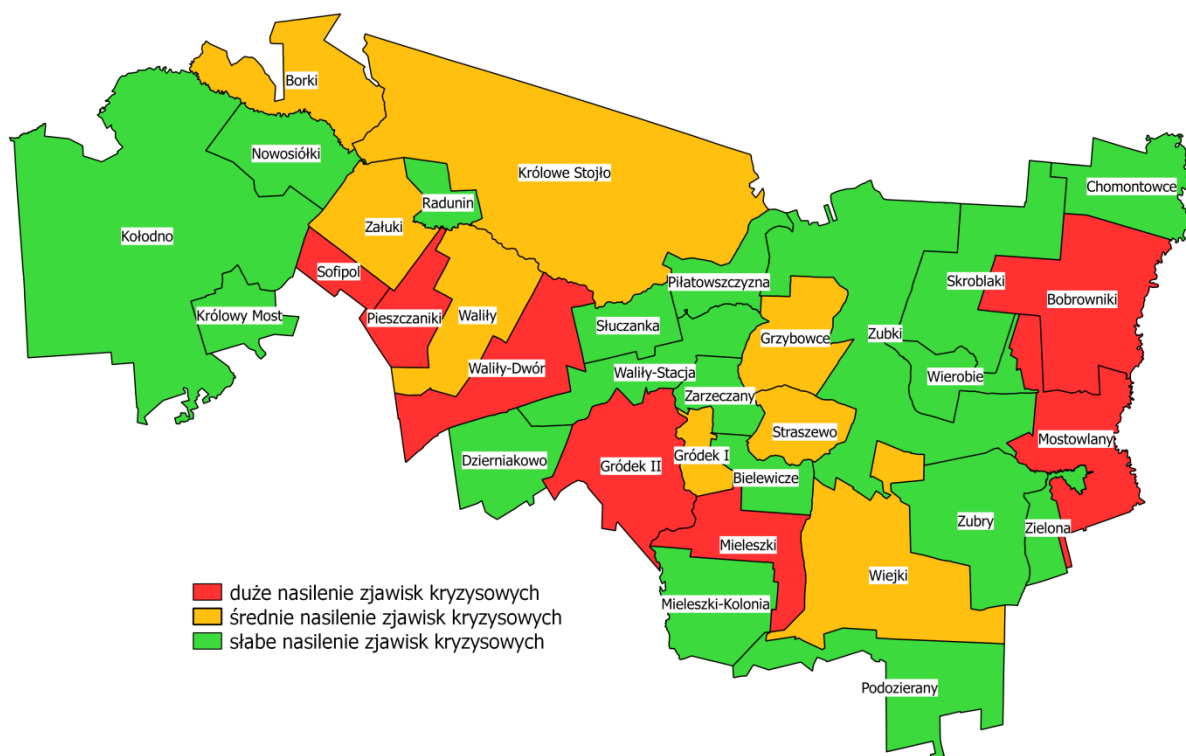 Borki
Nowosiółki
Królowe Stojło
Chomontowce
Radunin
Załuki
Kołodno
Sofipol
Piłatowszczyzna
Skroblaki
Bobrowniki
Królowy Most
Pieszczaniki
Waliły
Słuczanka
Grzybowce
Zubki
Waliły-Dwór
Waliły-Stacja
Wierobie
Zarzeczany
Straszewo
Mostowlany
Dzierniakowo
Gródek II
Gródek I
Bielewicze
Zubry
Zielona
Mieleszki
Wiejki
Mieleszki-Kolonia
Podozierany
duże nasilenie zjawisk kryzysowych
średnie nasilenie zjawisk kryzysowych
słabe nasilenie zjawisk kryzysowych